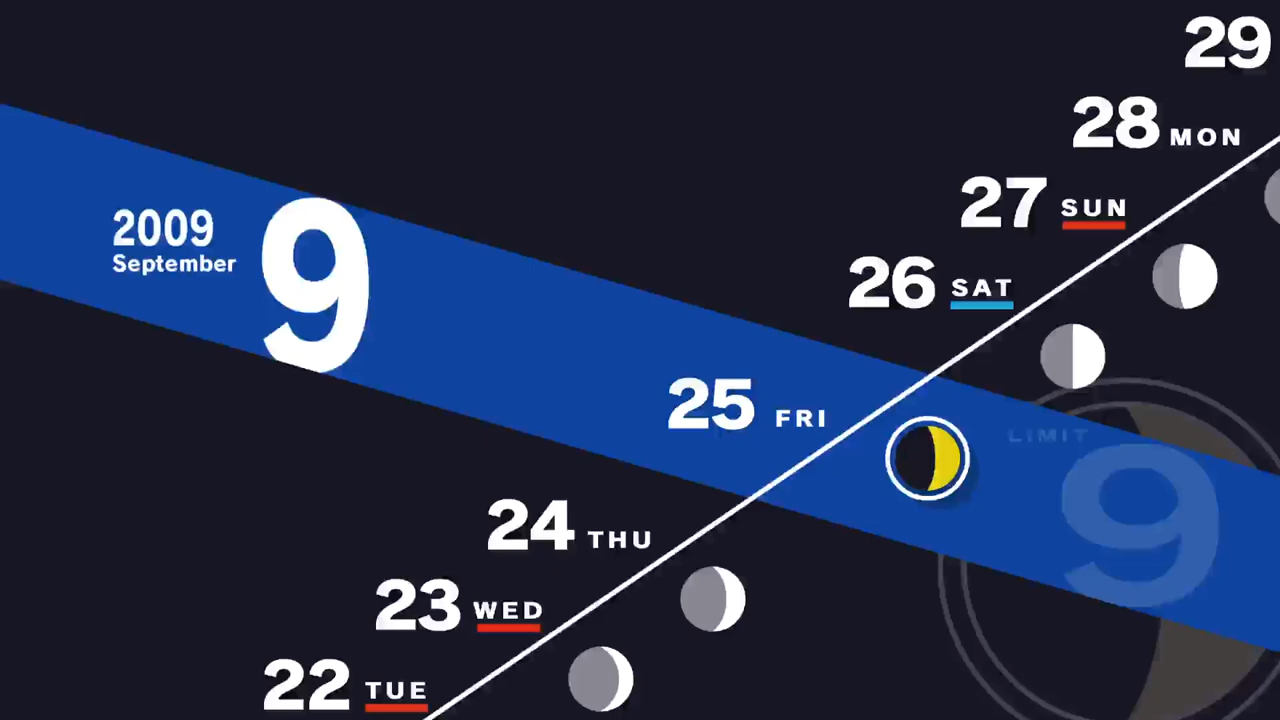 29
28 MON
27 SUN
2009
September
9
26 SAT
25 FRI
LIMIT
9
24 THU
23 WED
22 TUE